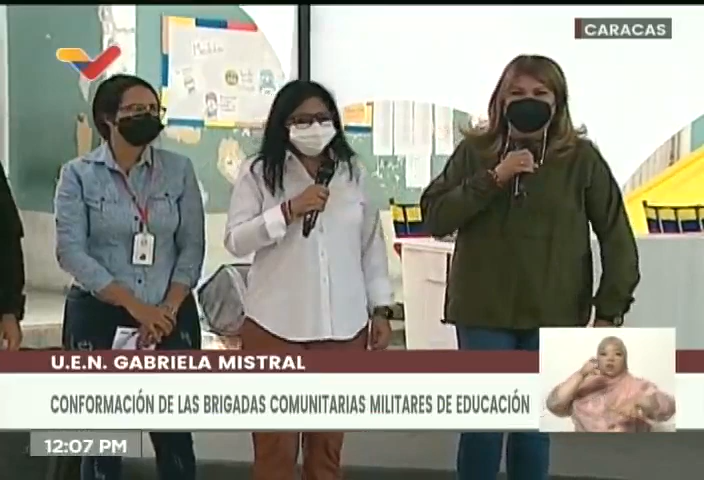 CARACAS
U.E.N. GABRIELA MISTRAL
CONFORMACIÓN DE LAS BRIGADAS COMUNITARIAS MILITARES DE EDUCACIÓN
12:07 PM